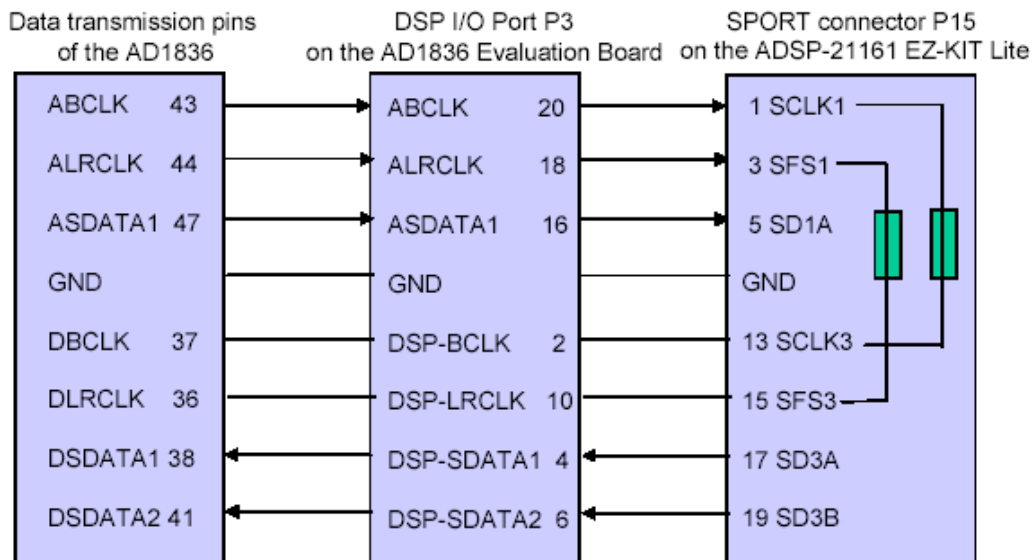 Data transmission pins
of the AD1836
DSP I/O Port P3
on the AD1836 Evaluation Board
SPORT connector P15
on the ADSP-21161 EZ-KIT Lite
ABCLK 43
ALRCLK 44
ASDATA1 47
GND
DBCLK 37
DLRCLK 36
DSDATA1 38
DSDATA2 41
ABCLK 20
ALRCLK 18
ASDATA1 16
GND
DSP-BCLK 2
DSP-LRCLK 10
DSP-SDATA1 4
DSP-SDATA2 6
1 SCLK1
3 SFS1
5 SD1A
GND
13 SCLK3
15 SFS3
17 SD3A
19 SD3B